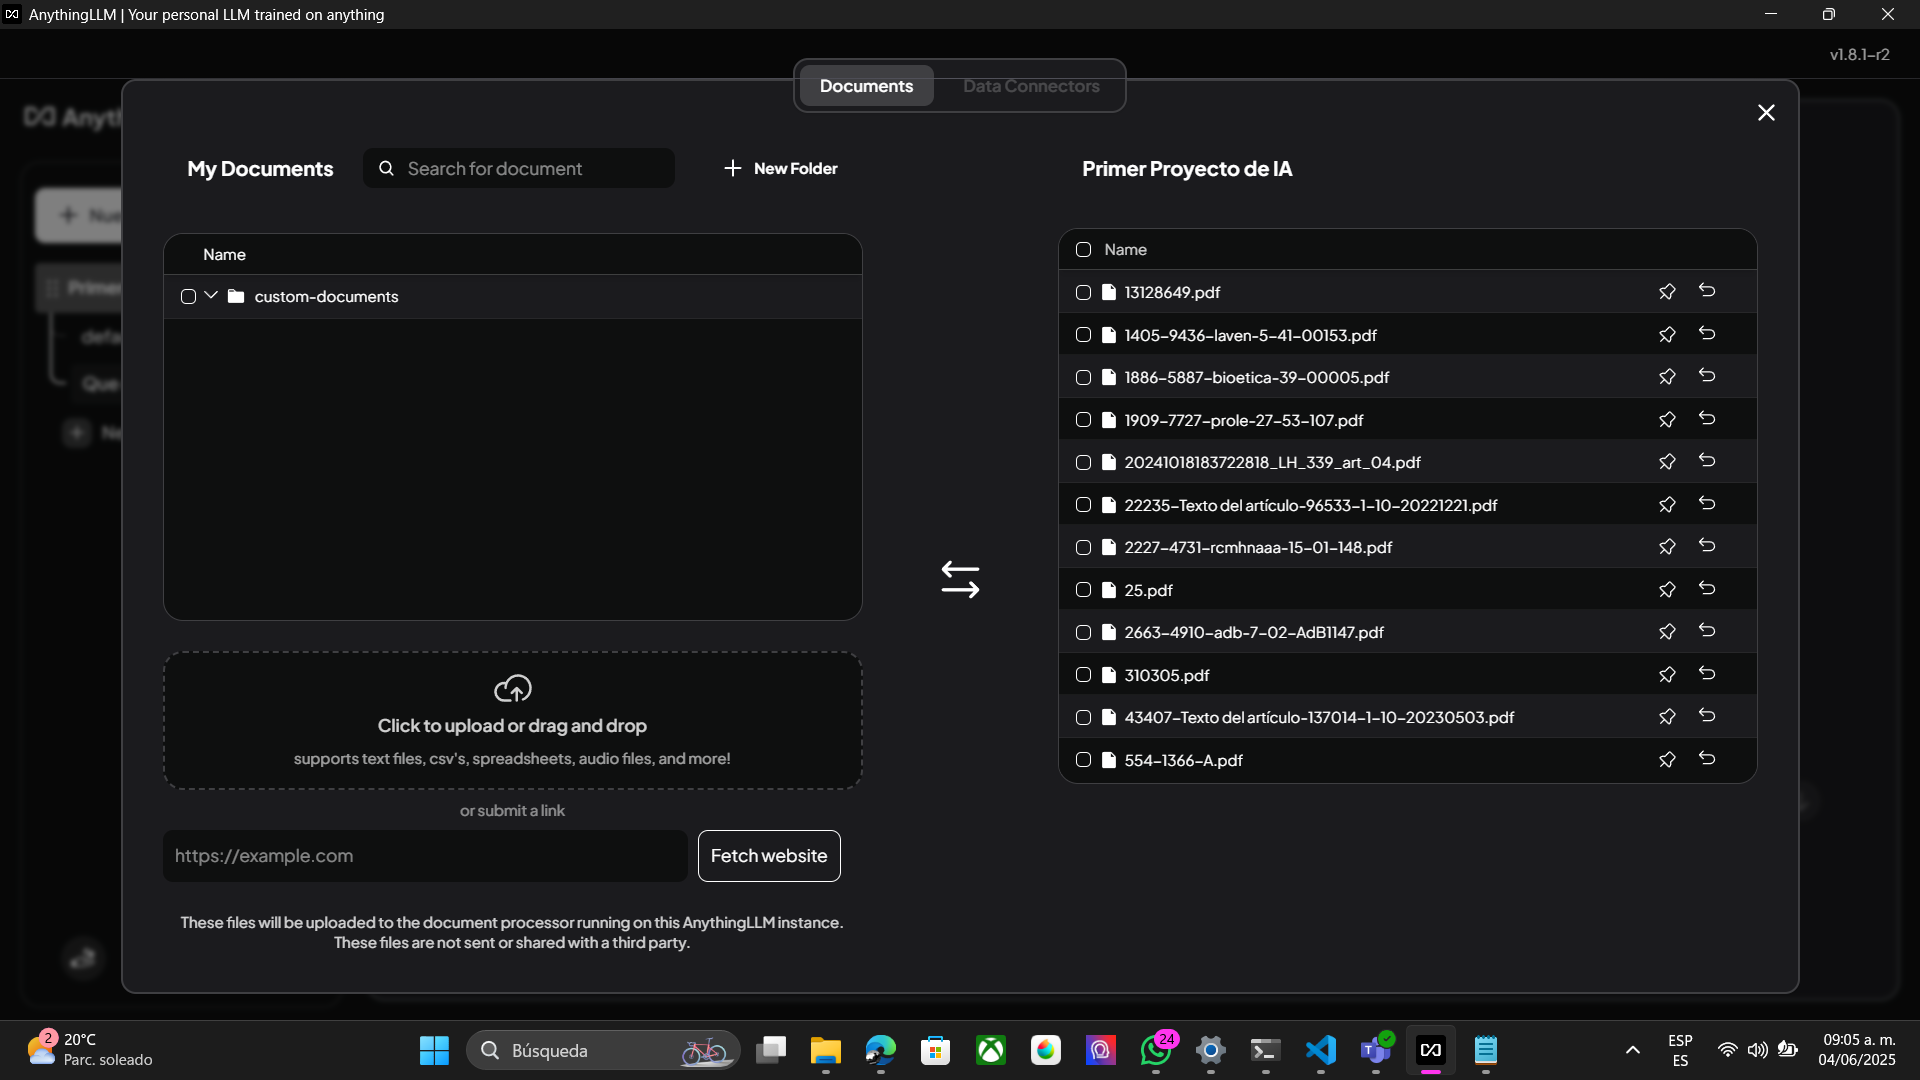 AnythingLLM | Your personal LLM trained on anything
v1.8.1-r2
Documents
Data Connectors
Anyth
My Documents
Search for document
New Folder
Primer Proyecto de IA
Nue
Primer
defa
Que
Ne
Name
custom-documents
Name
13128649.pdf
1405-9436-laven-5-41-00153.pdf
1886-5887-bioetica-39-00005.pdf
1909-7727-prole-27-53-107.pdf
20241018183722818_LH_339_art_04.pdf
22235-Texto del artículo-96533-1-10-20221221.pdf
2227-4731-rcmhnaaa-15-01-148.pdf
25.pdf
2663-4910-adb-7-02-AdB1147.pdf
310305.pdf
43407-Texto del artículo-137014-1-10-20230503.pdf
554-1366-A.pdf
Click to upload or drag and drop
supports text files, csv's, spreadsheets, audio files, and more!
or submit a link
https://example.com
Fetch website
These files will be uploaded to the document processor running on this AnythingLLM instance.
These files are not sent or shared with a third party.
2
20°C
Parc. soleado
Búsqueda
24
ESP
ES
09:05 a. m.
04/06/2025